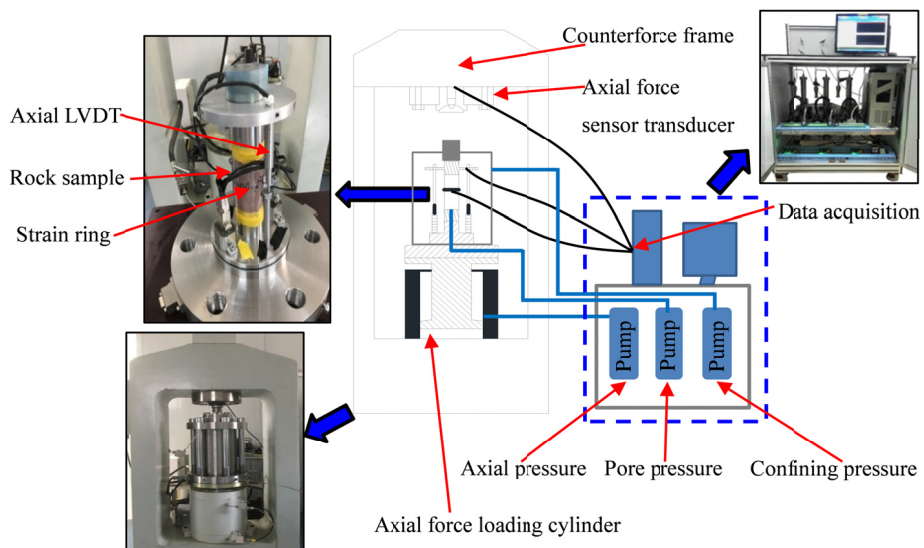 Counterforce frame
Axial force
sensor transducer
Axial LVDT
Rock sample
Strain ring
Data acquisition
Pump
Pump
Pump
Axial pressure
Pore pressure
Confining pressure
Axial force loading cylinder